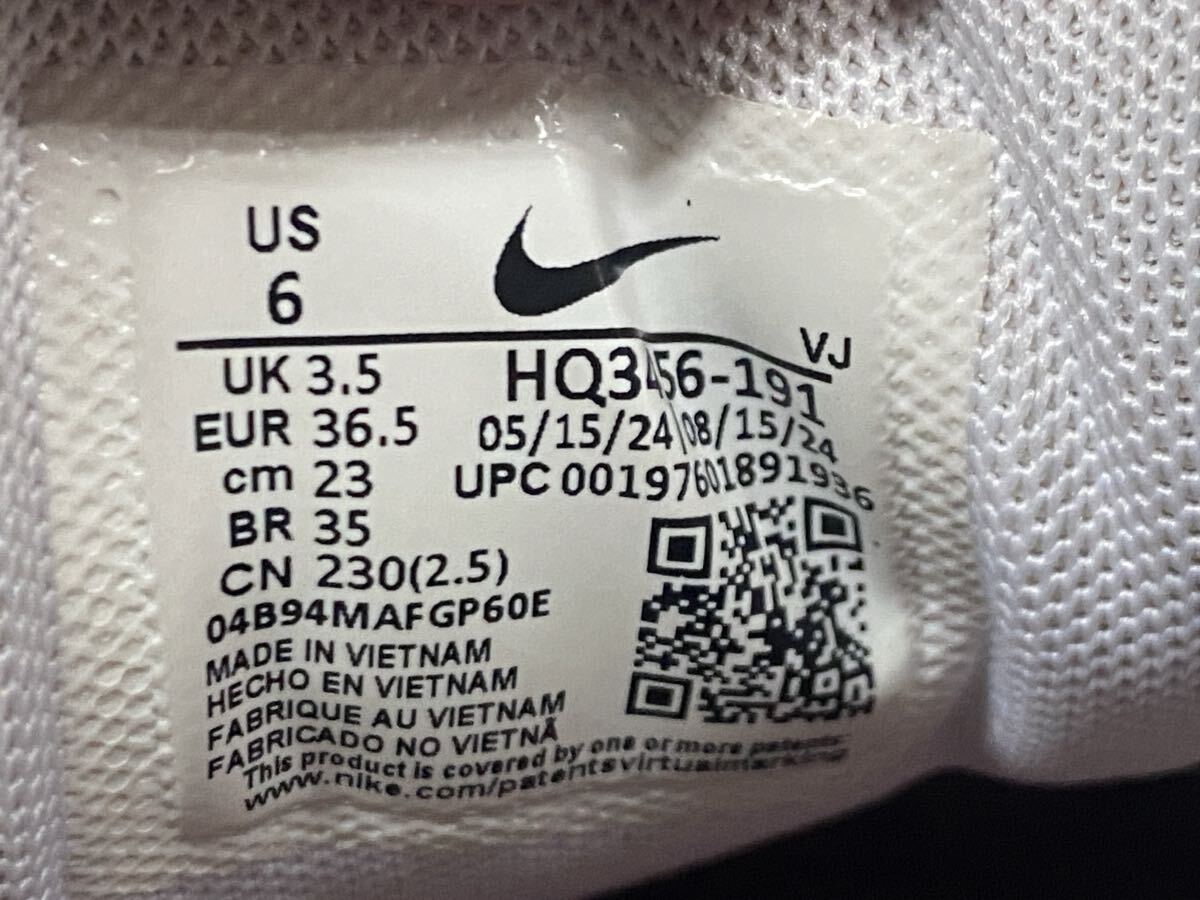 US
6
VJ
UK 3.5
HQ3456-191
EUR 36.5
05/15/24 08/15/24
cm 23
UPC 00197601891936
BR 35
CN 230(2.5)
04B94MAFGP60E
MADE IN VIETNAM
HECHO EN VIETNAM
FABRIQUE AU VIETNAM
FABRICADO NO VIETNÃ
This product is covered by one or more patents:
www.nike.com/patentsvirtualmarking